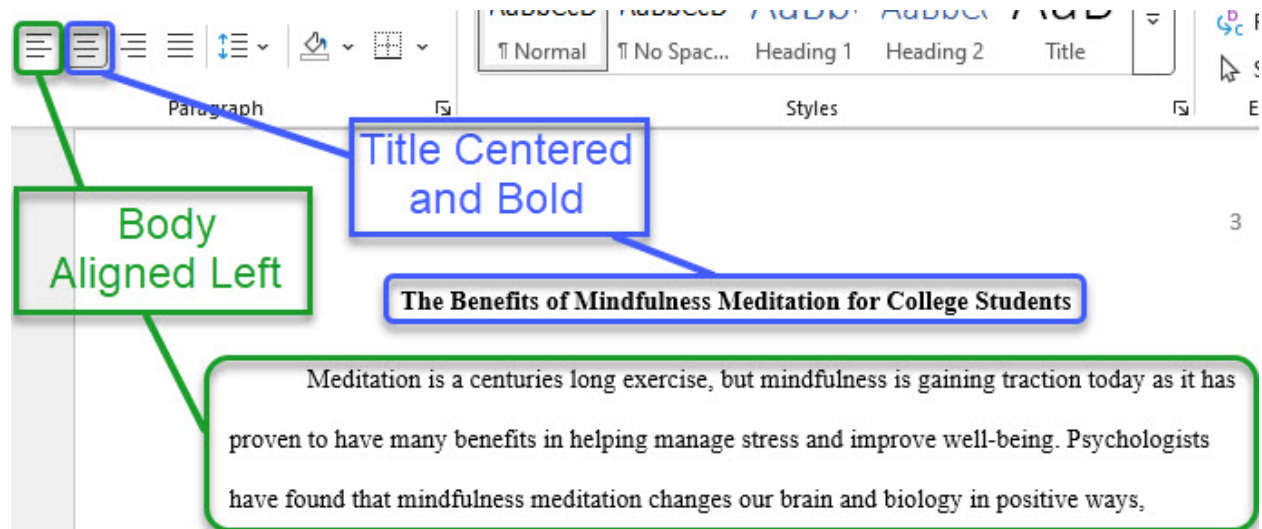 ¶ Normal
¶ No Spac...
Heading 1
Heading 2
Title
Paragraph
Styles
Title Centered
and Bold
Body
Aligned Left
3
The Benefits of Mindfulness Meditation for College Students
Meditation is a centuries long exercise, but mindfulness is gaining traction today as it has
proven to have many benefits in helping manage stress and improve well-being. Psychologists
have found that mindfulness meditation changes our brain and biology in positive ways,